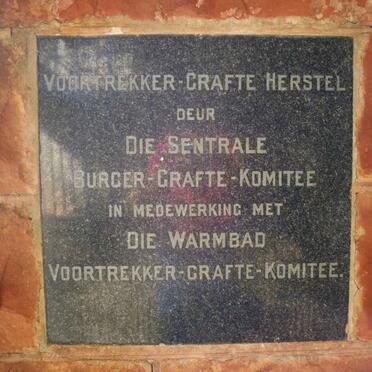 VOORTREKKER-GRAFTE HERSTEL
DEUR
DIE SENTRALE
BURGER-GRAFTE-KOMITEE
IN MEDEWERKING MET
DIE WARMBAD
VOORTREKKER-GRAFTE-KOMITEE.